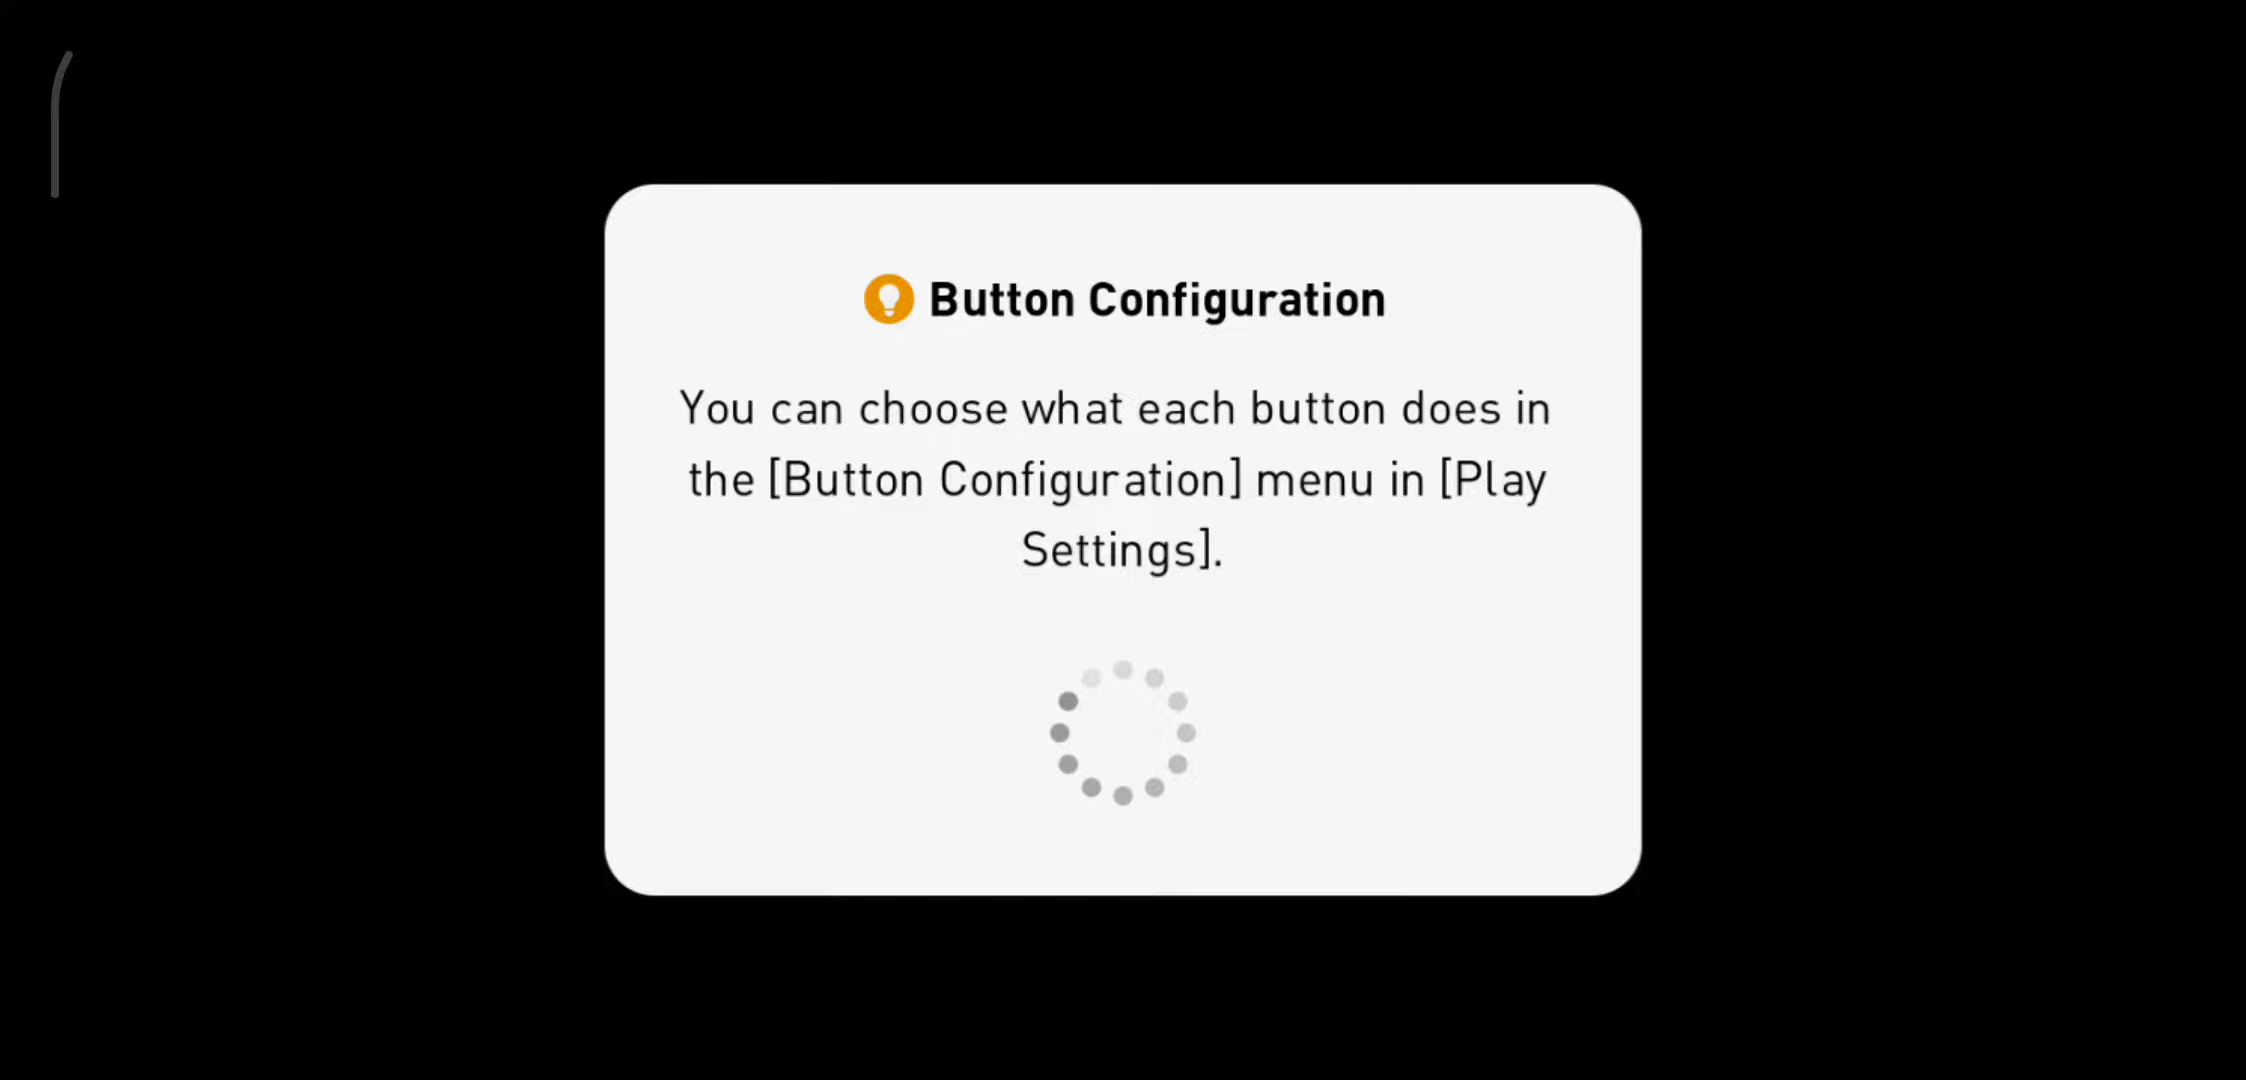 Button Configuration
You can choose what each button does in
the [Button Configuration] menu in [Play
Settings].